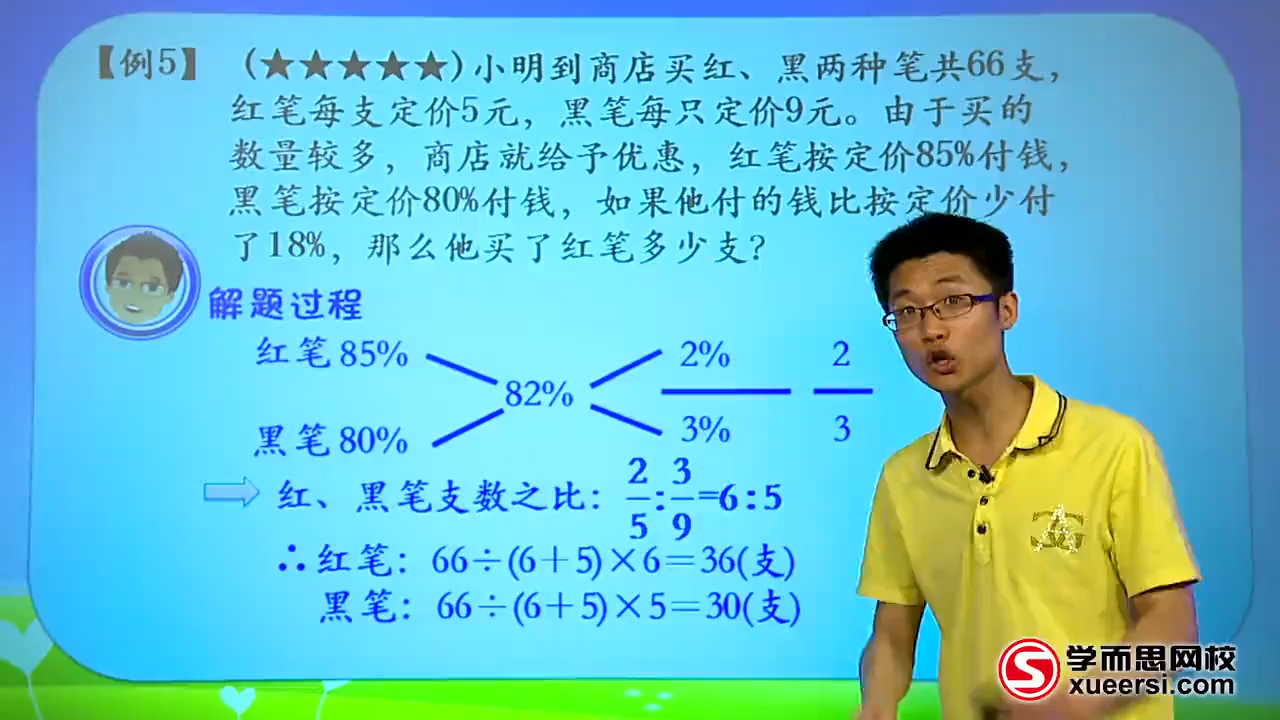 【例5】 (★★★★★)小明到商店买红、黑两种笔共66支，
红笔每支定价5元，黑笔每只定价9元。由于买的
数量较多，商店就给予优惠，红笔按定价85%付钱，
黑笔按定价80%付钱，如果他付的钱比按定价少付
了18%，那么他买了红笔多少支？
解题过程
红笔 85%
2%
2
82%
黑笔 80%
3%
3
红、黑笔支数之比：2/5:3/9=6:5
∴红笔：66÷(6+5)×6=36(支)
黑笔：66÷(6+5)×5=30(支)
学而思网校
xueersi.com